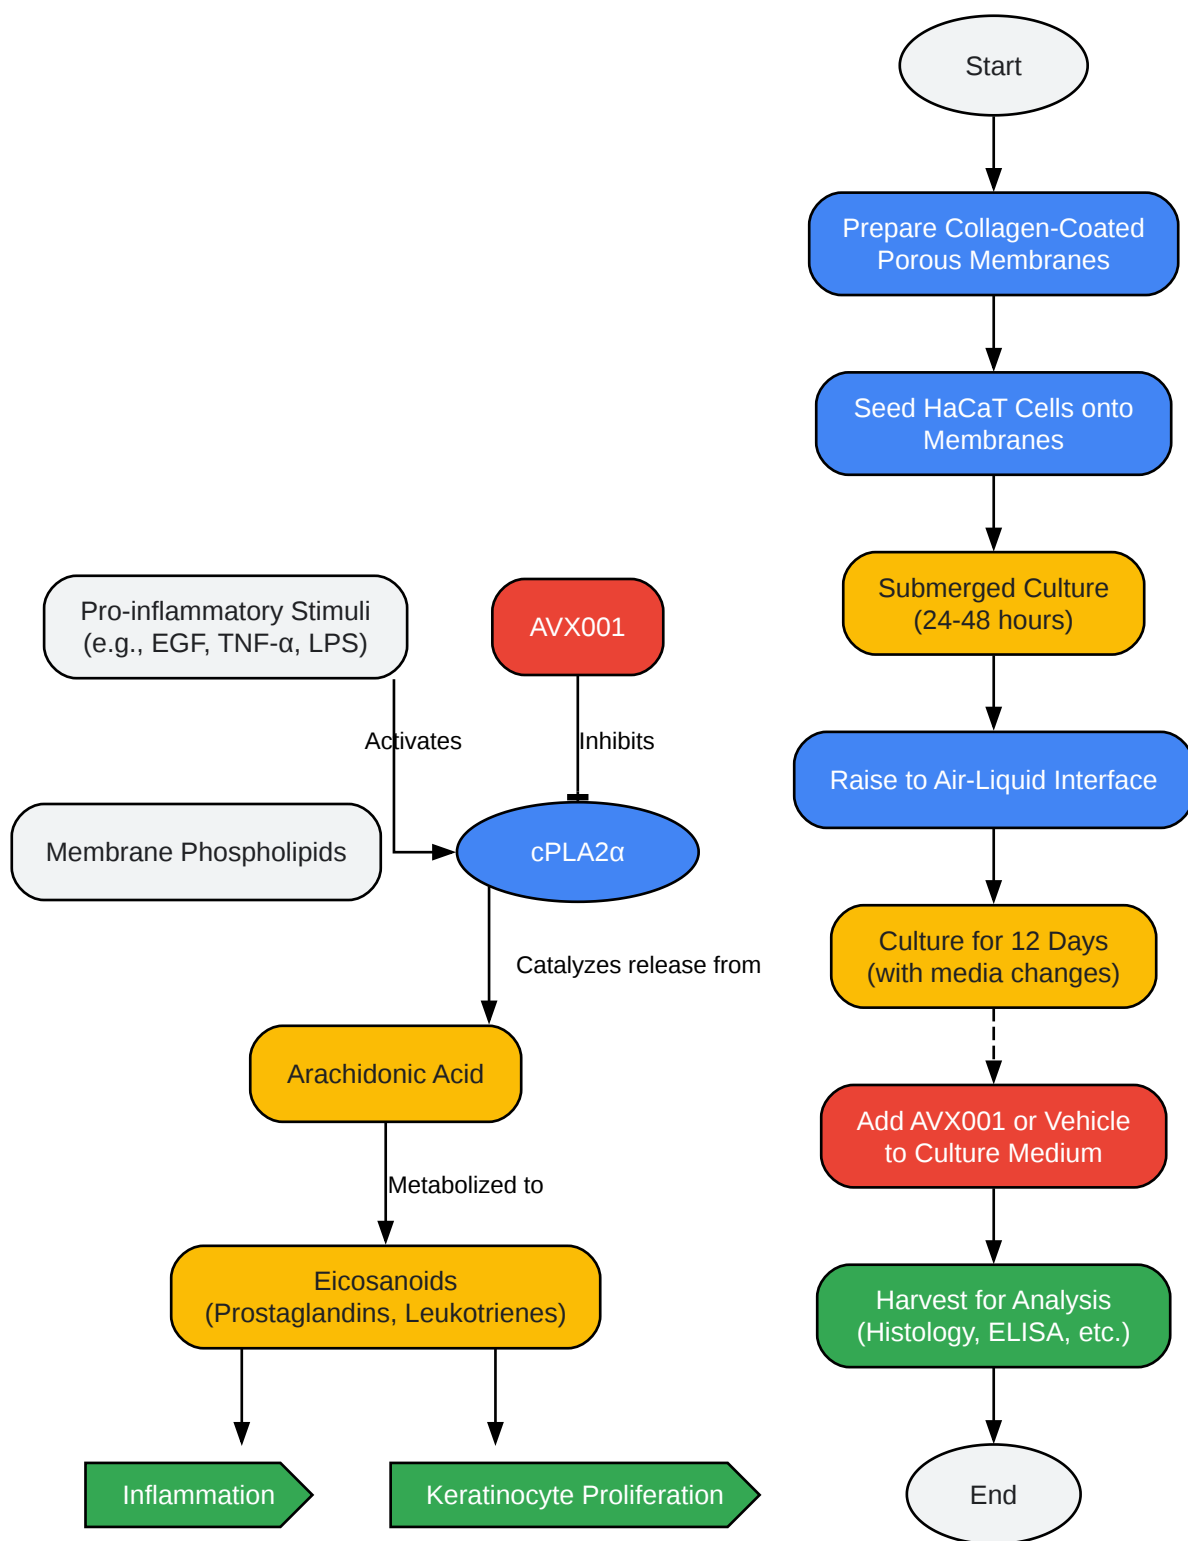 Start
Prepare Collagen-Coated
Porous Membranes
Seed HaCaT Cells onto
Membranes
Submerged Culture
(24-48 hours)
Raise to Air-Liquid Interface
Culture for 12 Days
(with media changes)
Add AVX001 or Vehicle
to Culture Medium
Harvest for Analysis
(Histology, ELISA, etc.)
End
Pro-inflammatory Stimuli
(e.g., EGF, TNF-α, LPS)
AVX001
Activates
Inhibits
Membrane Phospholipids
cPLA2α
Catalyzes release from
Arachidonic Acid
Metabolized to
Eicosanoids
(Prostaglandins, Leukotrienes)
Inflammation
Keratinocyte Proliferation